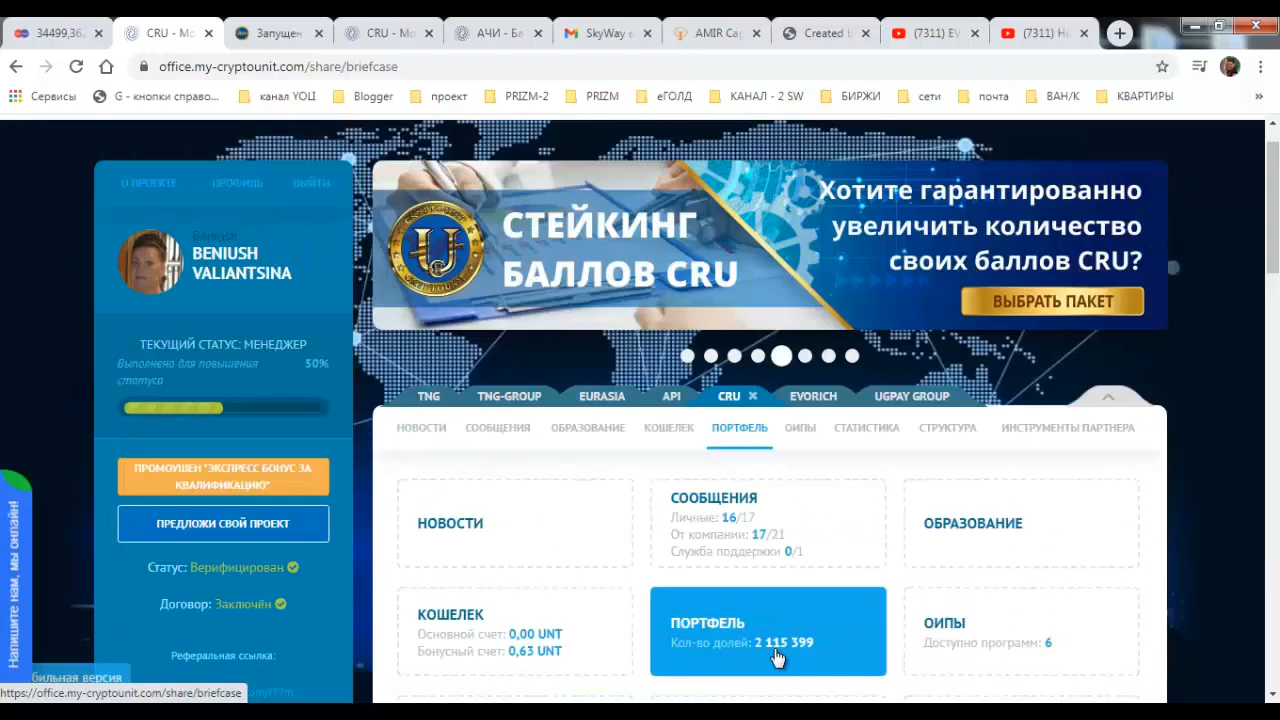 34499,36
CRU - Мо
Запущен
CRU - Мо
АЧИ - Бо
SkyWay в
AMIR Cap
Created b
(7311) EV
(7311) Но
office.my-cryptounit.com/share/briefcase
Сервисы
G - кнопки справо...
канал YOU
Blogger
проект
PRIZM-2
PRIZM
еГОЛД
КАНАЛ - 2 SW
БИРЖИ
сети
почта
ВАН/К
КВАРТИРЫ
»
О ПРОЕКТЕ ПРОФИЛЬ ВЫЙТИ
Beniush
BENIUSH
VALIANTSINA
ТЕКУЩИЙ СТАТУС: МЕНЕДЖЕР
Выполнено для повышения 50%
статуса
ПРОМОУШЕН "ЭКСПРЕСС БОНУС ЗА
КВАЛИФИКАЦИЮ"
ПРЕДЛОЖИ СВОЙ ПРОЕКТ
Статус: Верифицирован
Договор: Заключён
Реферальная ссылка:
Напишите нам, мы онлайн!
бильная версия
https://office.my-cryptounit.com/share/briefcase
СТЕЙКИНГ
БАЛЛОВ CRU
Хотите гарантированно
увеличить количество
своих баллов CRU?
ВЫБРАТЬ ПАКЕТ
TNG TNG-GROUP EURASIA API CRU × EVORICH UGPAY GROUP
НОВОСТИ СООБЩЕНИЯ ОБРАЗОВАНИЕ КОШЕЛЕК ПОРТФЕЛЬ ОИПЫ СТАТИСТИКА СТРУКТУРА ИНСТРУМЕНТЫ ПАРТНЕРА
НОВОСТИ
СООБЩЕНИЯ
Личные: 16/17
От компании: 17/21
Служба поддержки 0/1
ОБРАЗОВАНИЕ
КОШЕЛЕК
Основной счет: 0,00 UNT
Бонусный счет: 0,63 UNT
ПОРТФЕЛЬ
Кол-во долей: 2 115 399
ОИПЫ
Доступно программ: 6